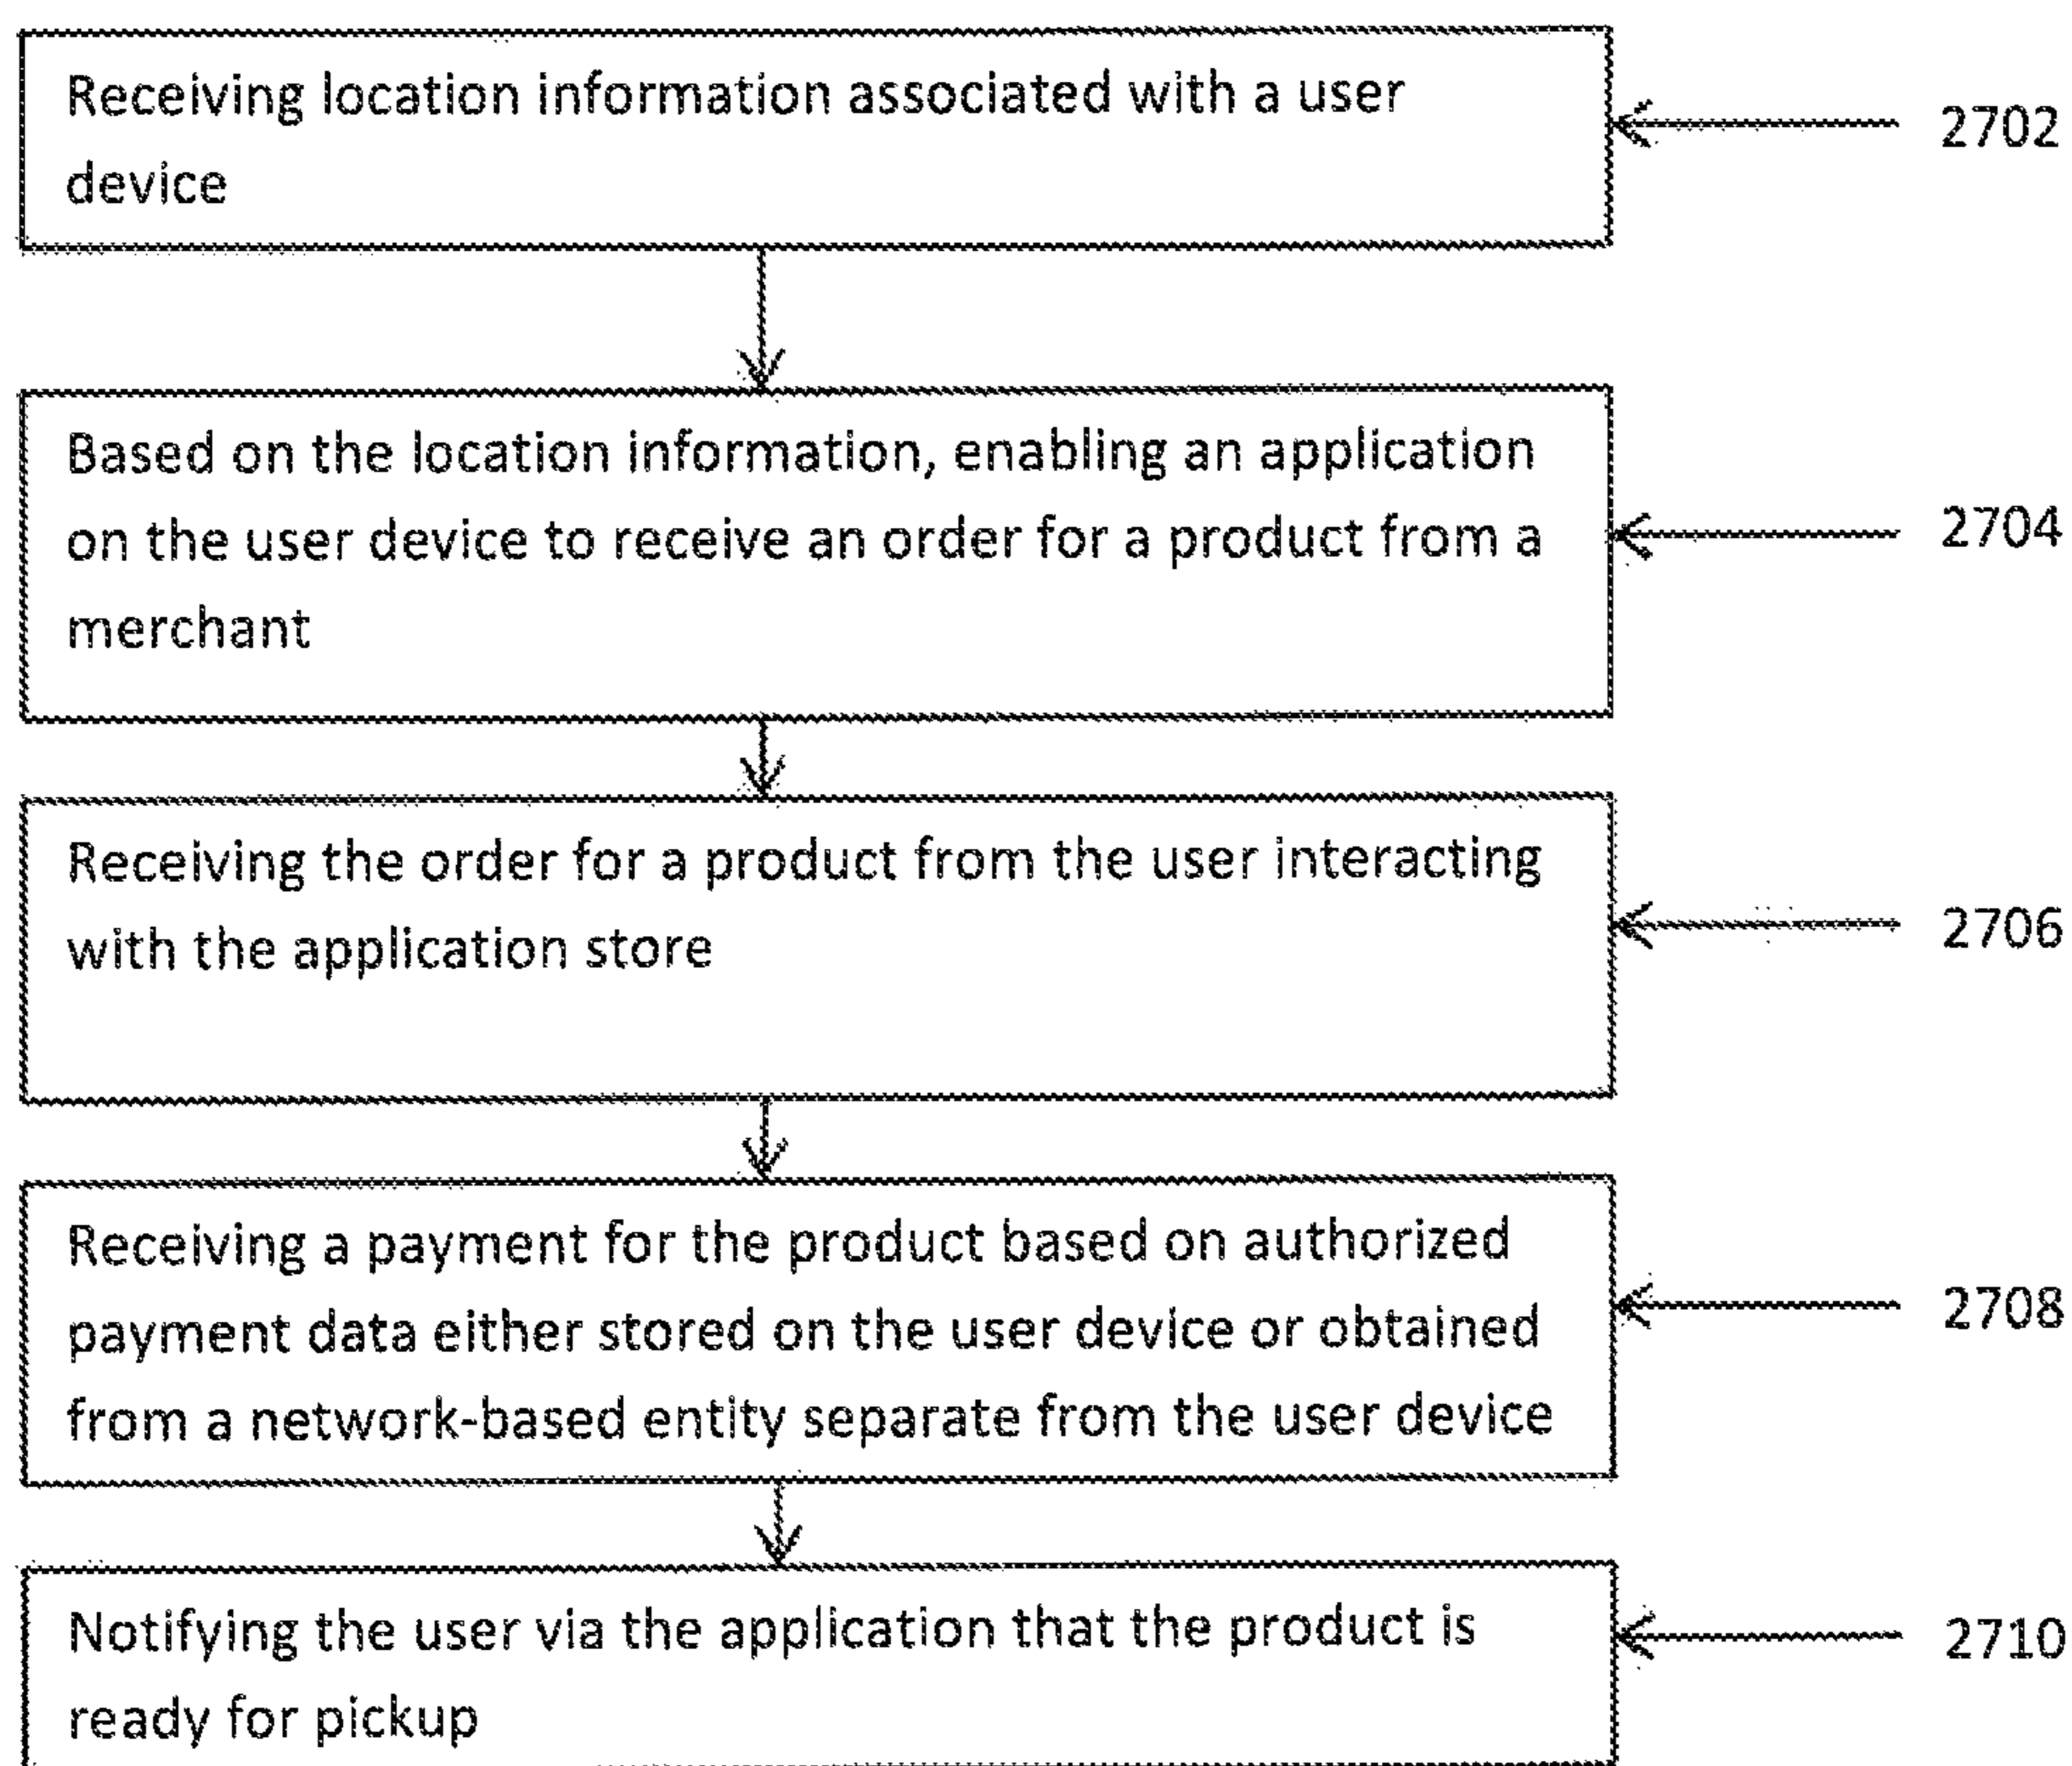 Receiving location information associated with a user
device
2702
Based on the location information, enabling an application
on the user device to receive an order for a product from a
merchant
2704
Receiving the order for a product from the user interacting
with the application store
2706
Receiving a payment for the product based on authorized
payment data either stored on the user device or obtained
from a network-based entity separate from the user device
2708
Notifying the user via the application that the product is
ready for pickup
2710